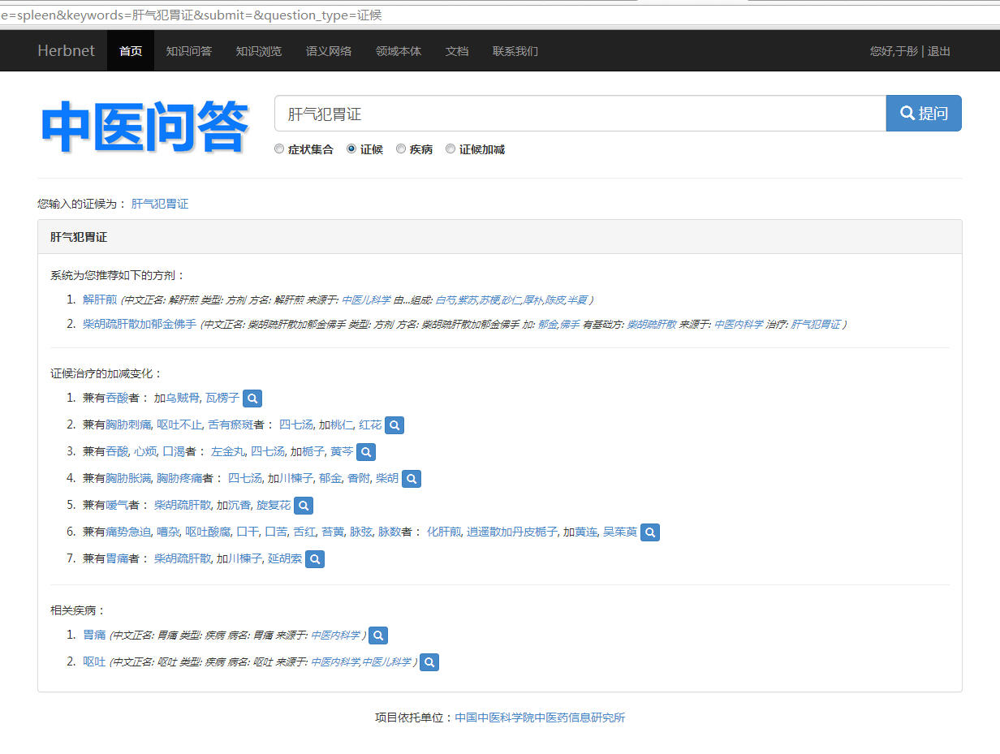 e=spleen&keywords=肝气犯胃证&submit=&question_type=证候
Herbnet 首页 知识问答 知识浏览 语义网络 领域本体 文档 联系我们 您好,于彤 | 退出
中医问答
肝气犯胃证 提问
症状集合 证候 疾病 证候加减
您输入的证候为： 肝气犯胃证
肝气犯胃证
系统为您推荐如下的方剂：
1. 解肝煎 (中文正名: 解肝煎 类型: 方剂 方名: 解肝煎 来源于: 中医儿科学 由...组成: 白芍,紫苏,苏梗,砂仁,厚朴,陈皮,半夏 )
2. 柴胡疏肝散加郁金佛手 (中文正名: 柴胡疏肝散加郁金佛手 类型: 方剂 方名: 柴胡疏肝散加郁金佛手 加: 郁金,佛手 有基础方: 柴胡疏肝散 来源于: 中医内科学 治疗: 肝气犯胃证 )
证候治疗的加减变化：
1. 兼有吞酸者： 加乌贼骨, 瓦楞子
2. 兼有胸胁刺痛, 呕吐不止, 舌有瘀斑者： 四七汤, 加桃仁, 红花
3. 兼有吞酸, 心烦, 口渴者： 左金丸, 四七汤, 加栀子, 黄芩
4. 兼有胸胁胀满, 胸胁疼痛者： 四七汤, 加川楝子, 郁金, 香附, 柴胡
5. 兼有嗳气者： 柴胡疏肝散, 加沉香, 旋复花
6. 兼有痛势急迫, 嘈杂, 呕吐酸腐, 口干, 口苦, 舌红, 苔黄, 脉弦, 脉数者： 化肝煎, 逍遥散加丹皮栀子, 加黄连, 吴茱萸
7. 兼有胃痛者： 柴胡疏肝散, 加川楝子, 延胡索
相关疾病：
1. 胃痛 (中文正名: 胃痛 类型: 疾病 病名: 胃痛 来源于: 中医内科学 )
2. 呕吐 (中文正名: 呕吐 类型: 疾病 病名: 呕吐 来源于: 中医内科学,中医儿科学 )
项目依托单位：中国中医科学院中医药信息研究所